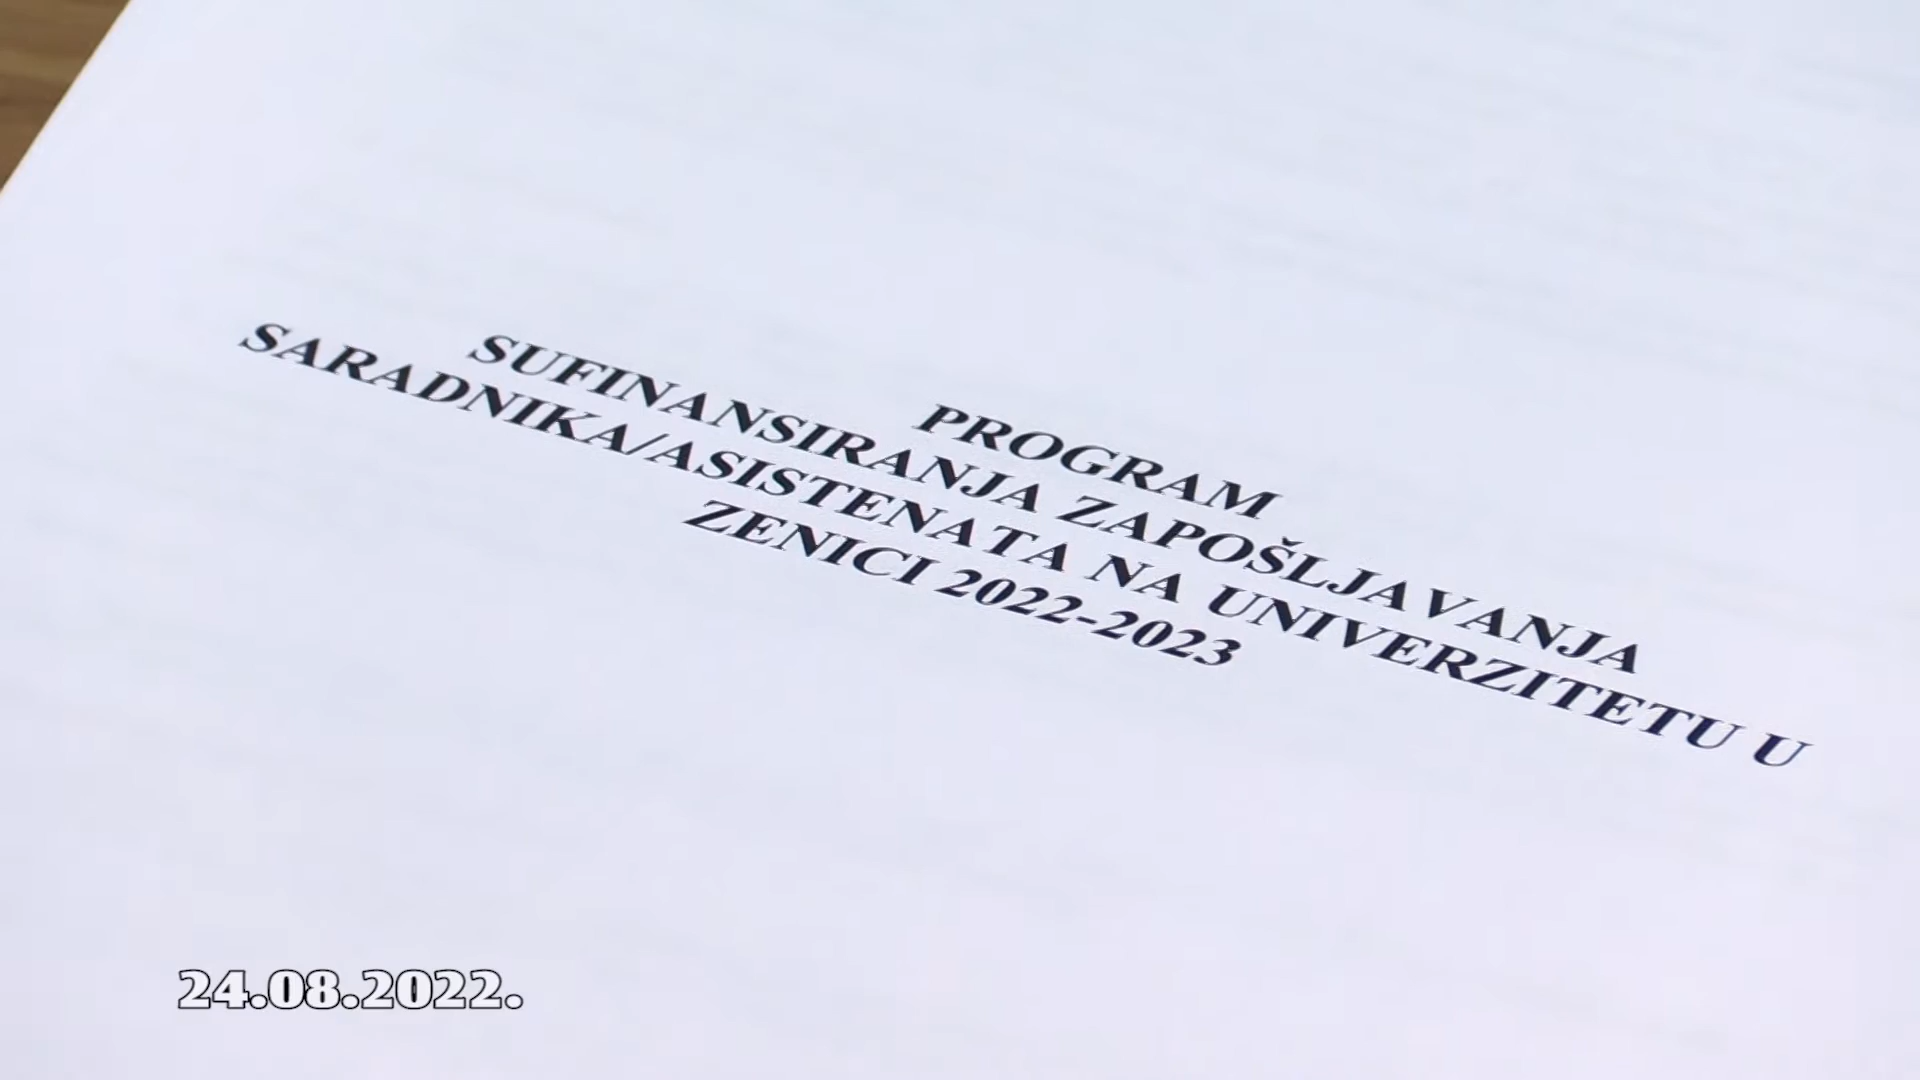 PROGRAM
SUFINANSIRANJA ZAPOŠLJAVANJA
SARADNIKA/ASISTENATA NA UNIVERZITETU U
ZENICI 2022-2023
24.08.2022.